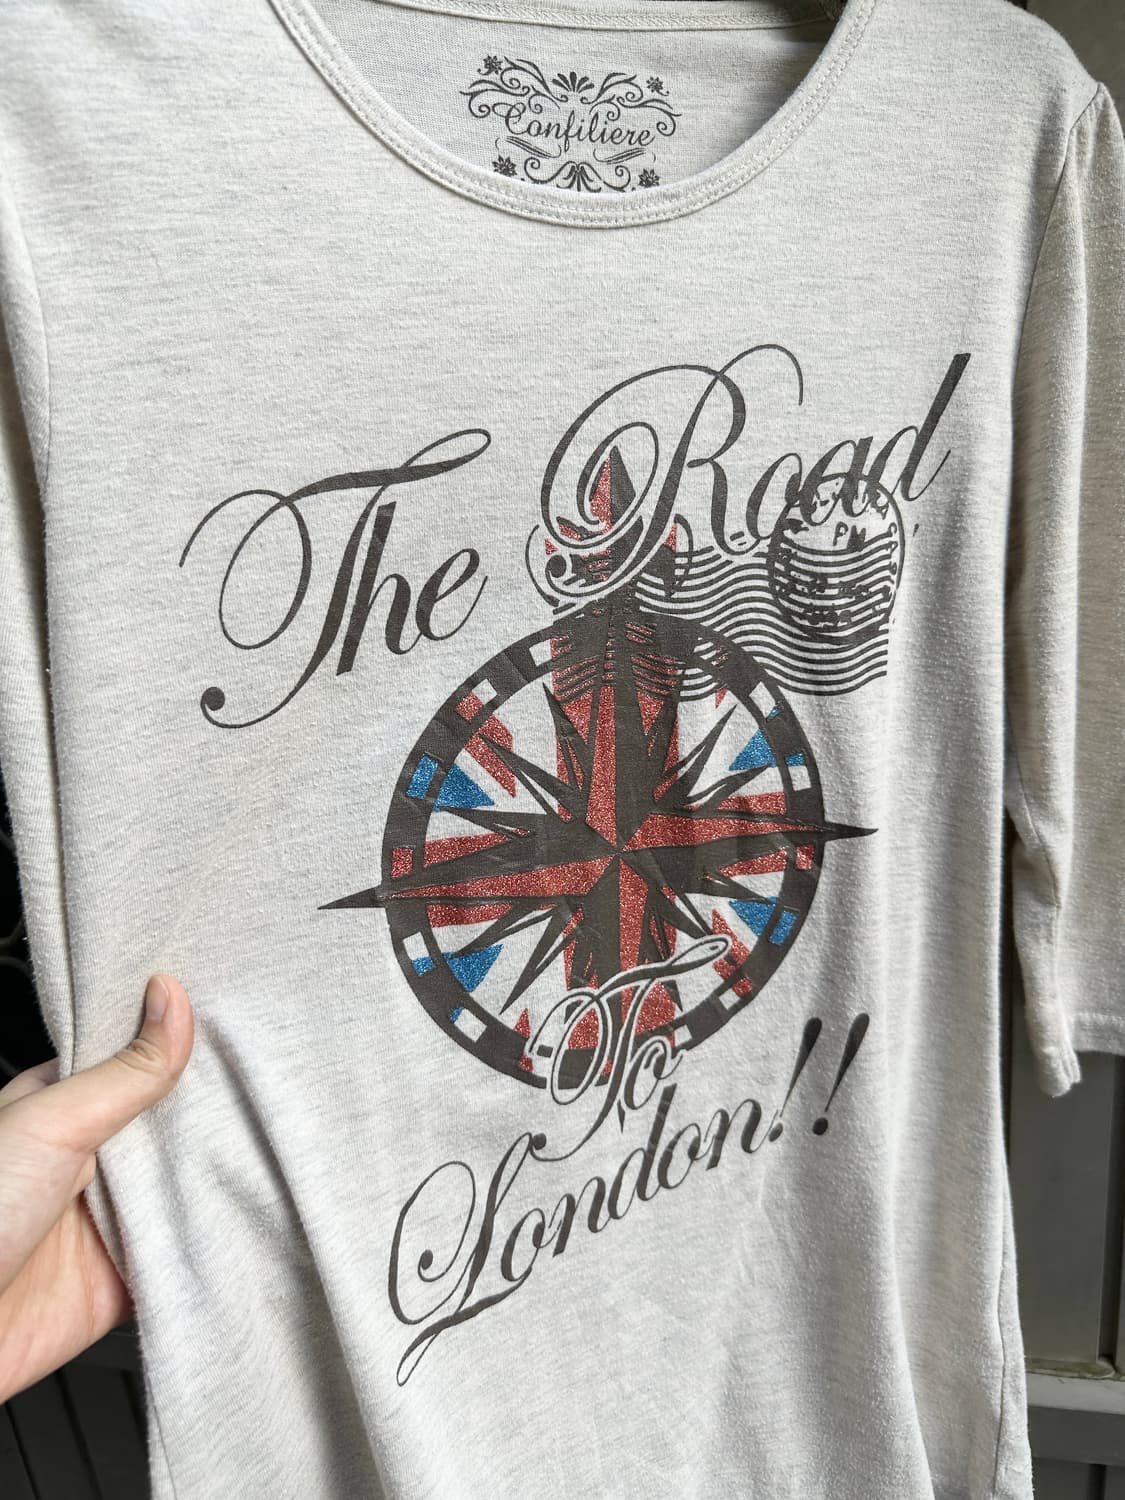 Confiliere
The Road
PM
To
London!!